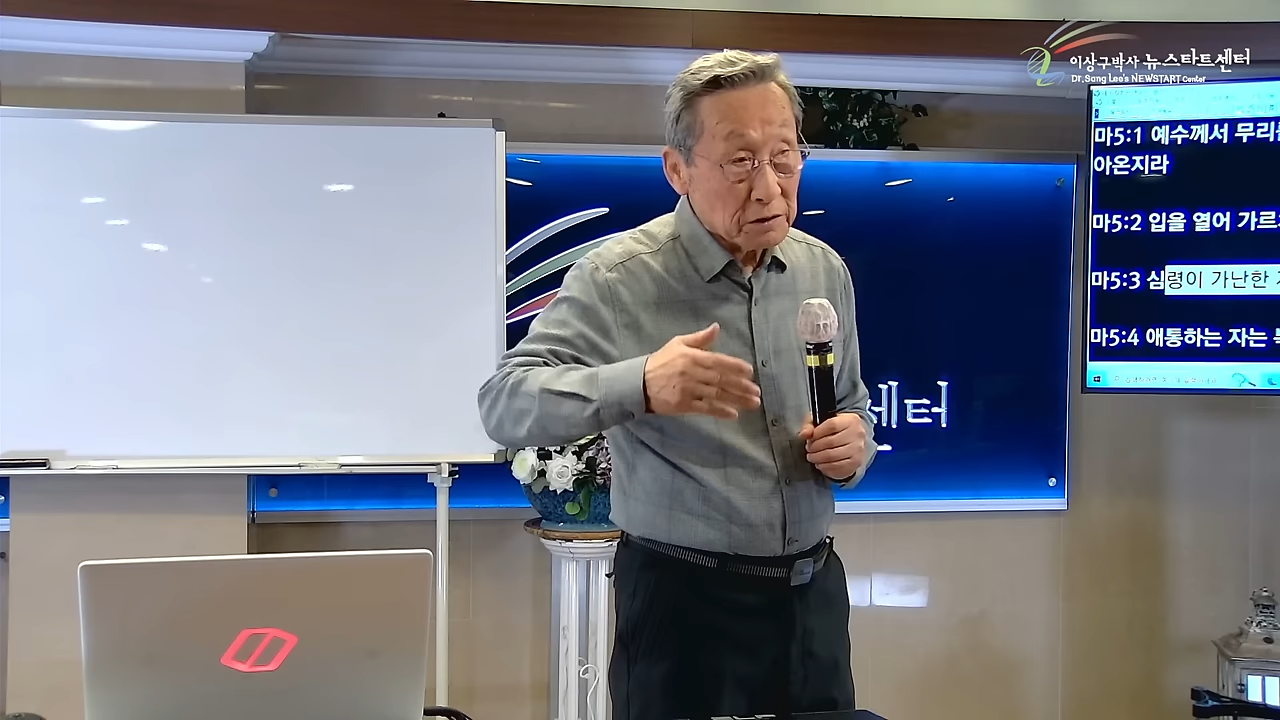 이상구박사 뉴스타트센터
Dr. Sang Lee's NEWSTART Center
마5:1 예수께서 무리를
아온지라
마5:2 입을 열어 가르
마5:3 심령이 가난한
마5:4 애통하는 자는
센터